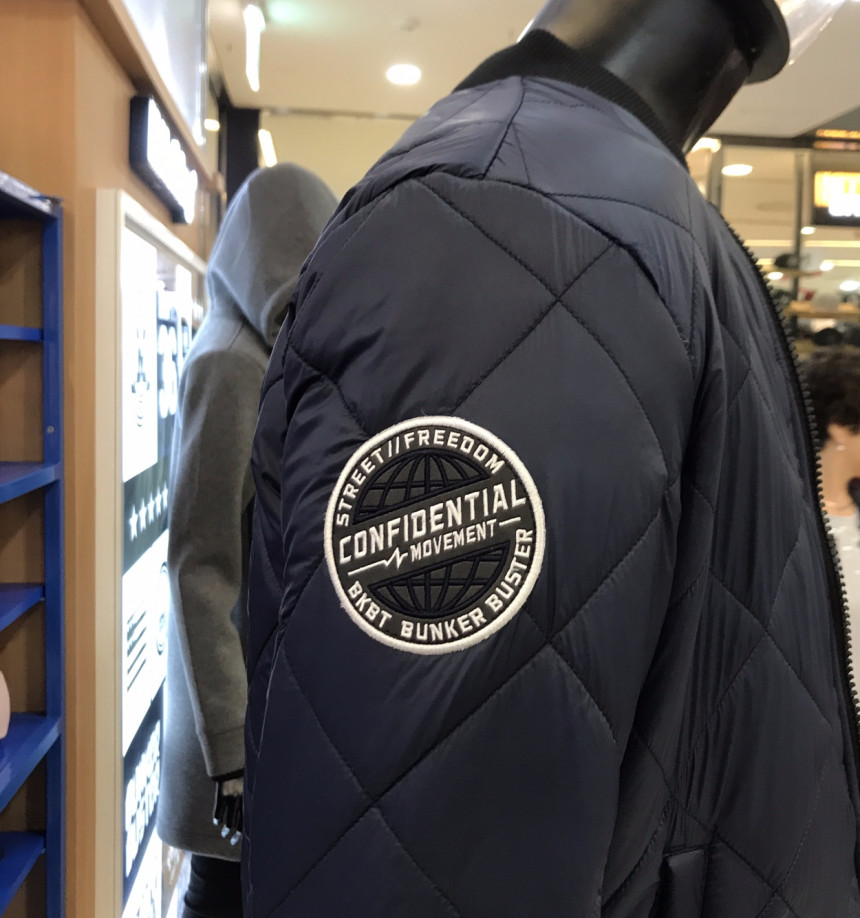 STREET//FREEDOM
CONFIDENTIAL
MOVEMENT
BKBT BUNKER BUSTER